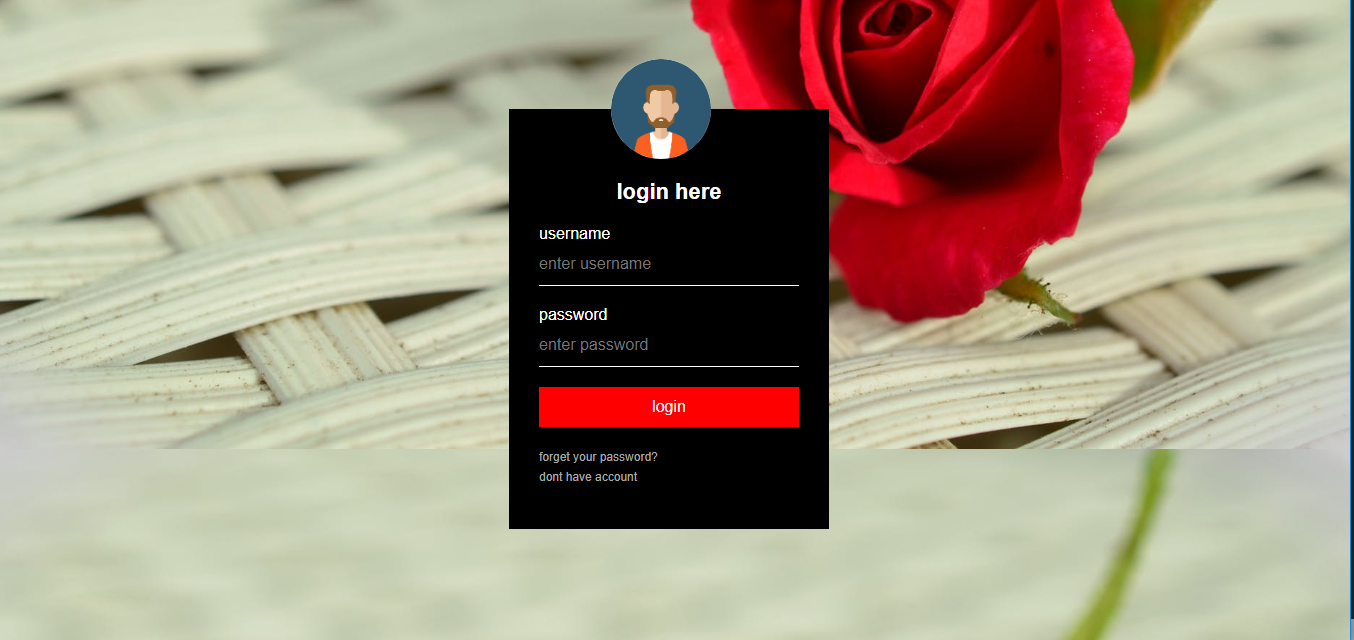 login here
username
enter username
password
enter password
login
forget your password?
dont have account